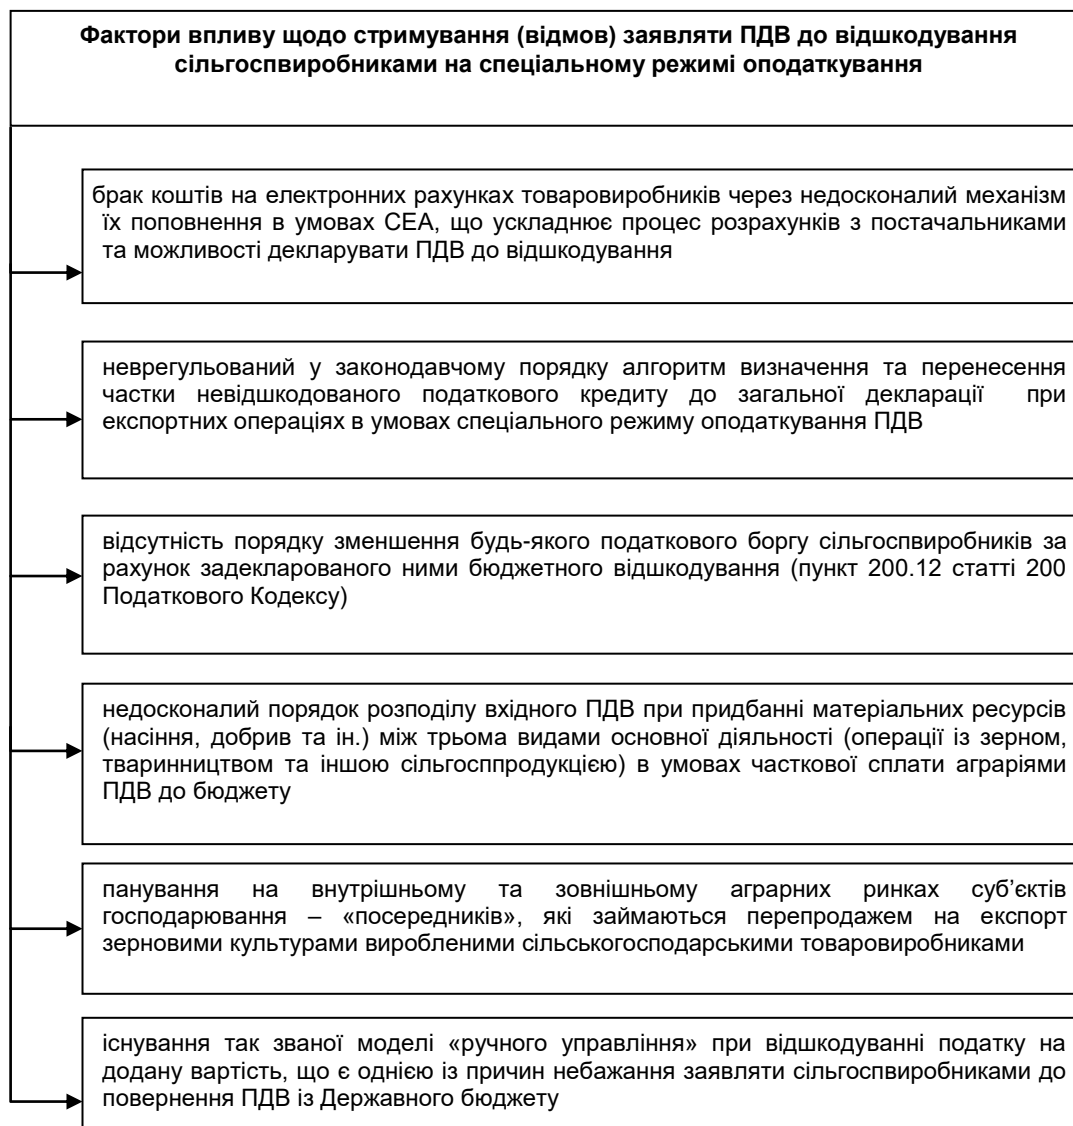 Фактори впливу щодо стримування (відмов) заявляти ПДВ до відшкодування
сільгоспвиробниками на спеціальному режимі оподаткування
брак коштів на електронних рахунках товаровиробників через недосконалий механізм
їх поповнення в умовах СЕА, що ускладнює процес розрахунків з постачальниками
та можливості декларувати ПДВ до відшкодування
неврегульований у законодавчому порядку алгоритм визначення та перенесення
частки невідшкодованого податкового кредиту до загальної декларації при
експортних операціях в умовах спеціального режиму оподаткування ПДВ
відсутність порядку зменшення будь-якого податкового боргу сільгоспвиробників за
рахунок задекларованого ними бюджетного відшкодування (пункт 200.12 статті 200
Податкового Кодексу)
недосконалий порядок розподілу вхідного ПДВ при придбанні матеріальних ресурсів
(насіння, добрив та ін.) між трьома видами основної діяльності (операції із зерном,
тваринництвом та іншою сільгосппродукцією) в умовах часткової сплати аграріями
ПДВ до бюджету
панування на внутрішньому та зовнішньому аграрних ринках суб’єктів
господарювання – «посередників», які займаються перепродажем на експорт
зерновими культурами виробленими сільськогосподарськими товаровиробниками
існування так званої моделі «ручного управління» при відшкодуванні податку на
додану вартість, що є однією із причин небажання заявляти сільгоспвиробниками до
повернення ПДВ із Державного бюджету